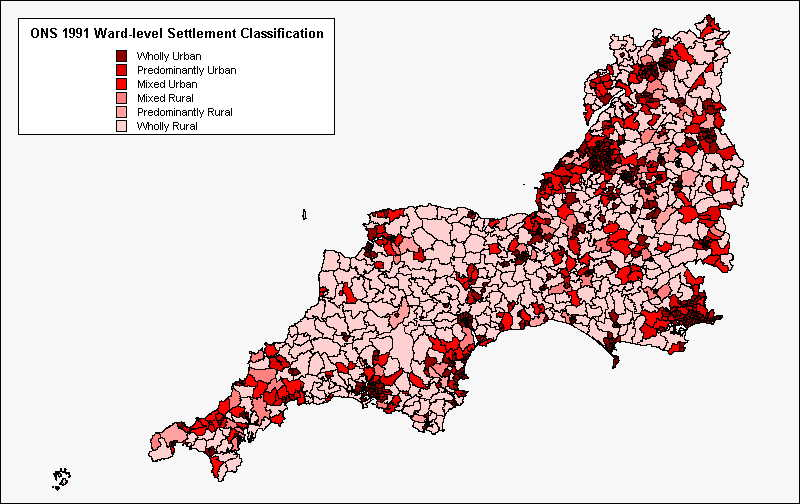 ONS 1991 Ward-level Settlement Classification
Wholly Urban
Predominantly Urban
Mixed Urban
Mixed Rural
Predominantly Rural
Wholly Rural